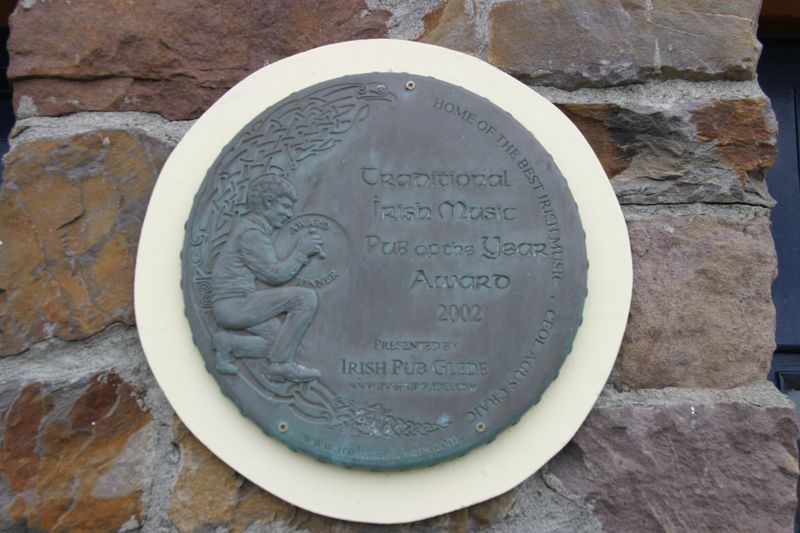 HOME OF THE BEST IRISH MUSIC · CEOL AGUS CRAIC
Traditional
Irish Music
Pub of the Year
Award
2002
AWARD
WINNER
PRESENTED BY
IRISH PUB GUIDE